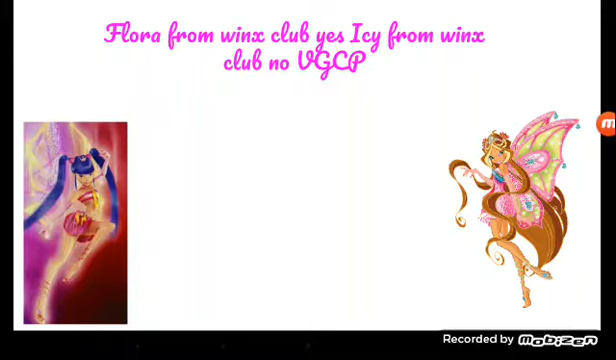 Flora from winx club yes Icy from winx
club no VGCP
Recorded by mobizen